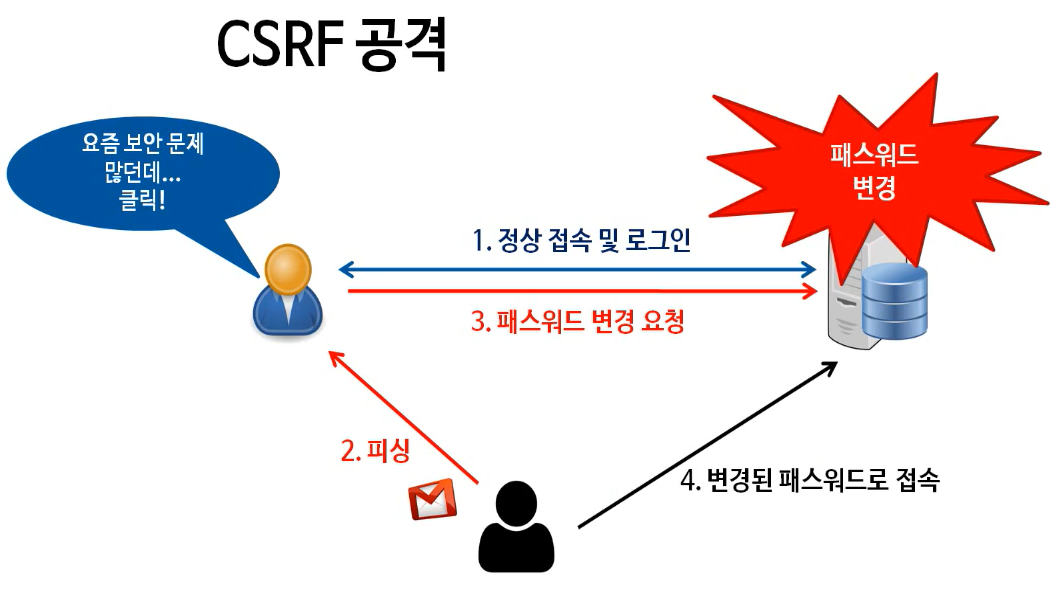 CSRF 공격
요즘 보안 문제
많던데...
클릭!
패스워드
변경
1. 정상 접속 및 로그인
3. 패스워드 변경 요청
2. 피싱
4. 변경된 패스워드로 접속